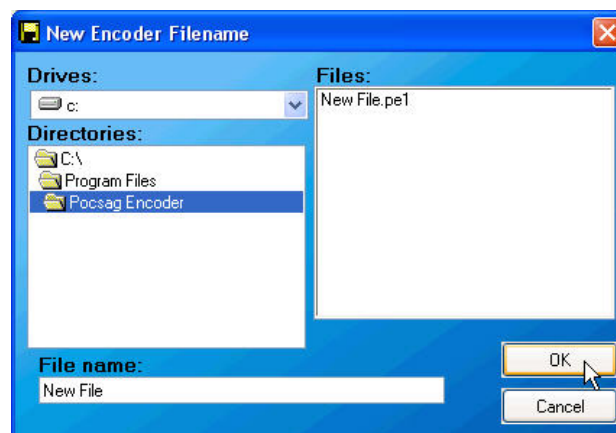 New Encoder Filename
Drives:
c:
Directories:
C:\
Program Files
Pocsag Encoder
Files:
New File.pe1
File name:
New File
OK
Cancel